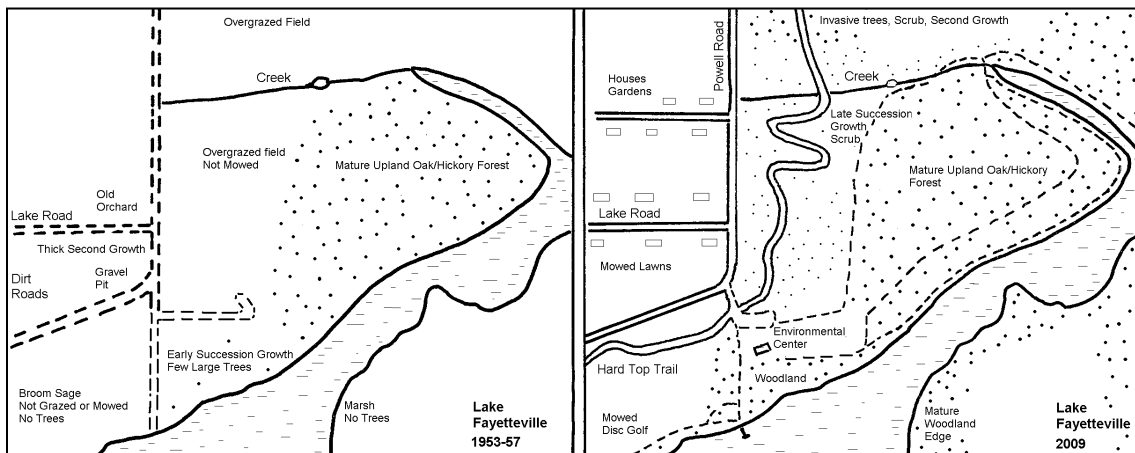 Overgrazed Field
Creek
Overgrazed field
Not Mowed
Mature Upland Oak/Hickory Forest
Old
Orchard
Lake Road
Thick Second Growth
Dirt
Roads
Gravel
Pit
Early Succession Growth
Few Large Trees
Broom Sage
Not Grazed or Mowed
No Trees
Marsh
No Trees
Lake
Fayetteville
1953-57
Invasive trees, Scrub, Second Growth
Powell Road
Houses
Gardens
Creek
Late Succession
Growth
Scrub
Mature Upland Oak/Hickory
Forest
Lake Road
Mowed Lawns
Environmental
Center
Hard Top Trail
Woodland
Mowed
Disc Golf
Mature
Woodland
Edge
Lake
Fayetteville
2009